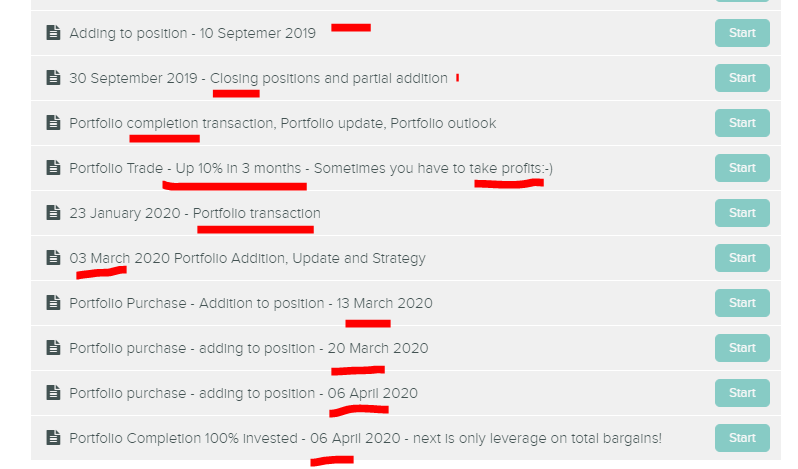 Adding to position - 10 Septemer 2019 Start
30 September 2019 - Closing positions and partial addition Start
Portfolio completion transaction, Portfolio update, Portfolio outlook Start
Portfolio Trade - Up 10% in 3 months - Sometimes you have to take profits:-) Start
23 January 2020 - Portfolio transaction Start
03 March 2020 Portfolio Addition, Update and Strategy Start
Portfolio Purchase - Addition to position - 13 March 2020 Start
Portfolio purchase - adding to position - 20 March 2020 Start
Portfolio purchase - adding to position - 06 April 2020 Start
Portfolio Completion 100% invested - 06 April 2020 - next is only leverage on total bargains! Start